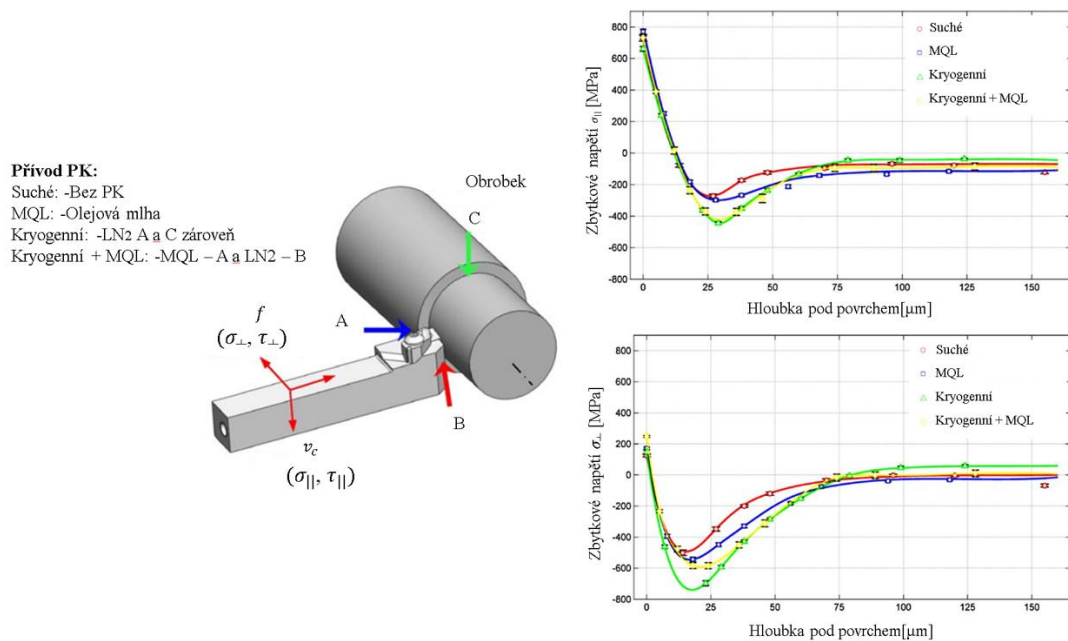 Přívod PK:
Suché: -Bez PK
MQL: -Olejová mlha
Kryogenní: -LN2 A a C zároveň
Kryogenní + MQL: -MQL – A a LN2 – B
Obrobek
C
A
B
f
(σ⊥, τ⊥)
v_c
(σ||, τ||)
Zbytkové napětí σ|| [MPa]
800
600
400
200
0
-200
-400
-600
-800
0
25
50
75
100
125
150
Hloubka pod povrchem[µm]
Suché
MQL
Kryogenní
Kryogenní + MQL
Zbytkové napětí σ⊥ [MPa]
800
600
400
200
0
-200
-400
-600
-800
0
25
50
75
100
125
150
Hloubka pod povrchem[µm]
Suché
MQL
Kryogenní
Kryogenní + MQL